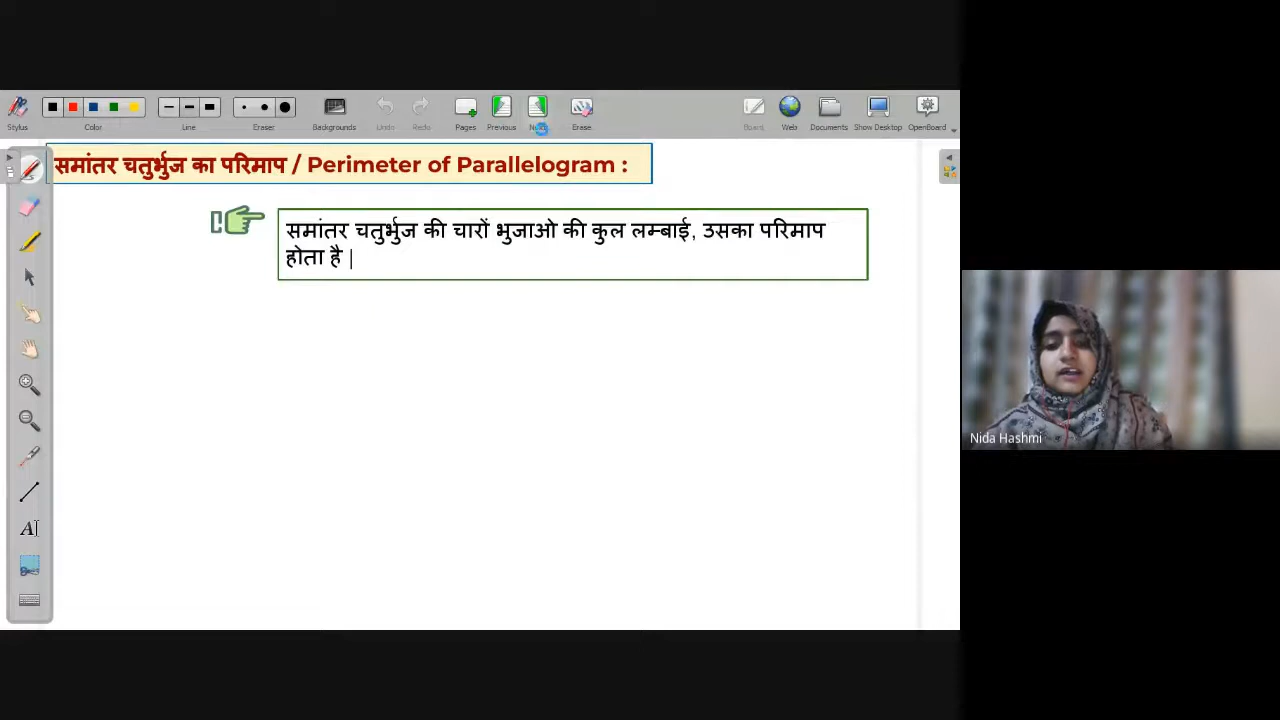 Stylus
Color
Line
Eraser
Backgrounds
Undo
Redo
Pages
Previous
Erase
Board
Web
Documents
Show Desktop
OpenBoard
समांतर चतुर्भुज का परिमाप / Perimeter of Parallelogram :
समांतर चतुर्भुज की चारों भुजाओ की कुल लम्बाई, उसका परिमाप
होता है |
Nida Hashmi